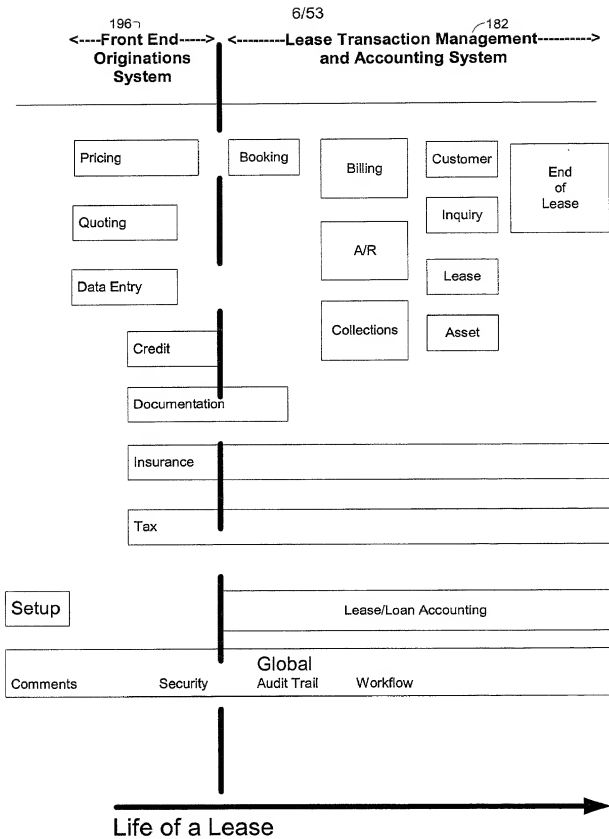 6/53
196
182
<----Front End-----> <--------Lease Transaction Management---------->
Originations and Accounting System
System
Pricing
Booking
Billing
Customer
End
of
Lease
Quoting
Inquiry
A/R
Data Entry
Lease
Collections
Asset
Credit
Documentation
Insurance
Tax
Setup
Lease/Loan Accounting
Global
Comments Security Audit Trail Workflow
Life of a Lease